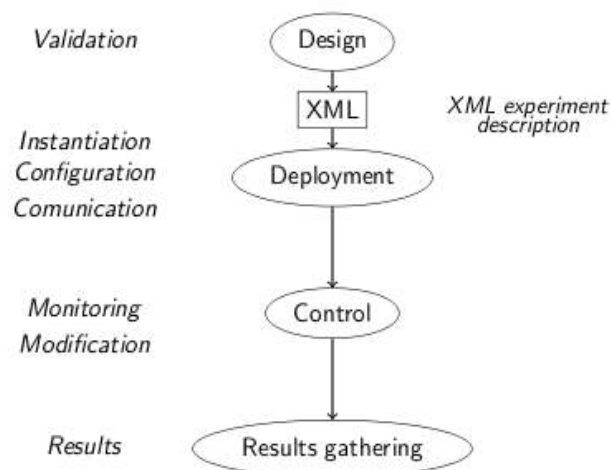 Validation
Design
XML
XML experiment
description
Instantiation
Configuration
Comunication
Deployment
Monitoring
Modification
Control
Results
Results gathering